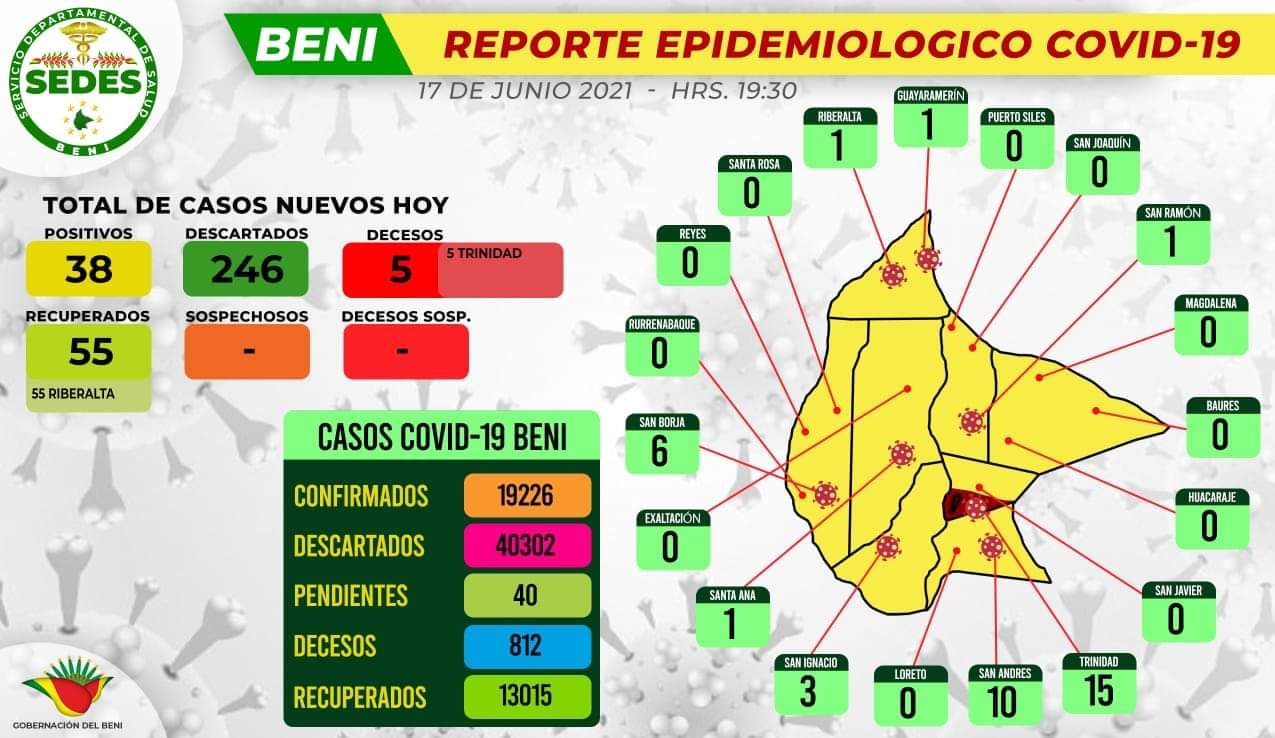 SERVICIO DEPARTAMENTAL DE SALUD
SEDES
BENI
BENI
REPORTE EPIDEMIOLOGICO COVID-19
17 DE JUNIO 2021 - HRS. 19:30
TOTAL DE CASOS NUEVOS HOY
POSITIVOS
38
DESCARTADOS
246
DECESOS
5
5 TRINIDAD
RECUPERADOS
55
55 RIBERALTA
SOSPECHOSOS
-
DECESOS SOSP.
-
CASOS COVID-19 BENI
CONFIRMADOS 19226
DESCARTADOS 40302
PENDIENTES 40
DECESOS 812
RECUPERADOS 13015
GOBERNACIÓN DEL BENI
GUAYARAMERÍN
1
RIBERALTA
1
PUERTO SILES
0
SAN JOAQUÍN
0
SANTA ROSA
0
SAN RAMÓN
1
REYES
0
MAGDALENA
0
RURRENABAQUE
0
BAURES
0
SAN BORJA
6
HUACARAJE
0
EXALTACIÓN
0
SAN JAVIER
0
SANTA ANA
1
SAN IGNACIO
3
LORETO
0
SAN ANDRES
10
TRINIDAD
15